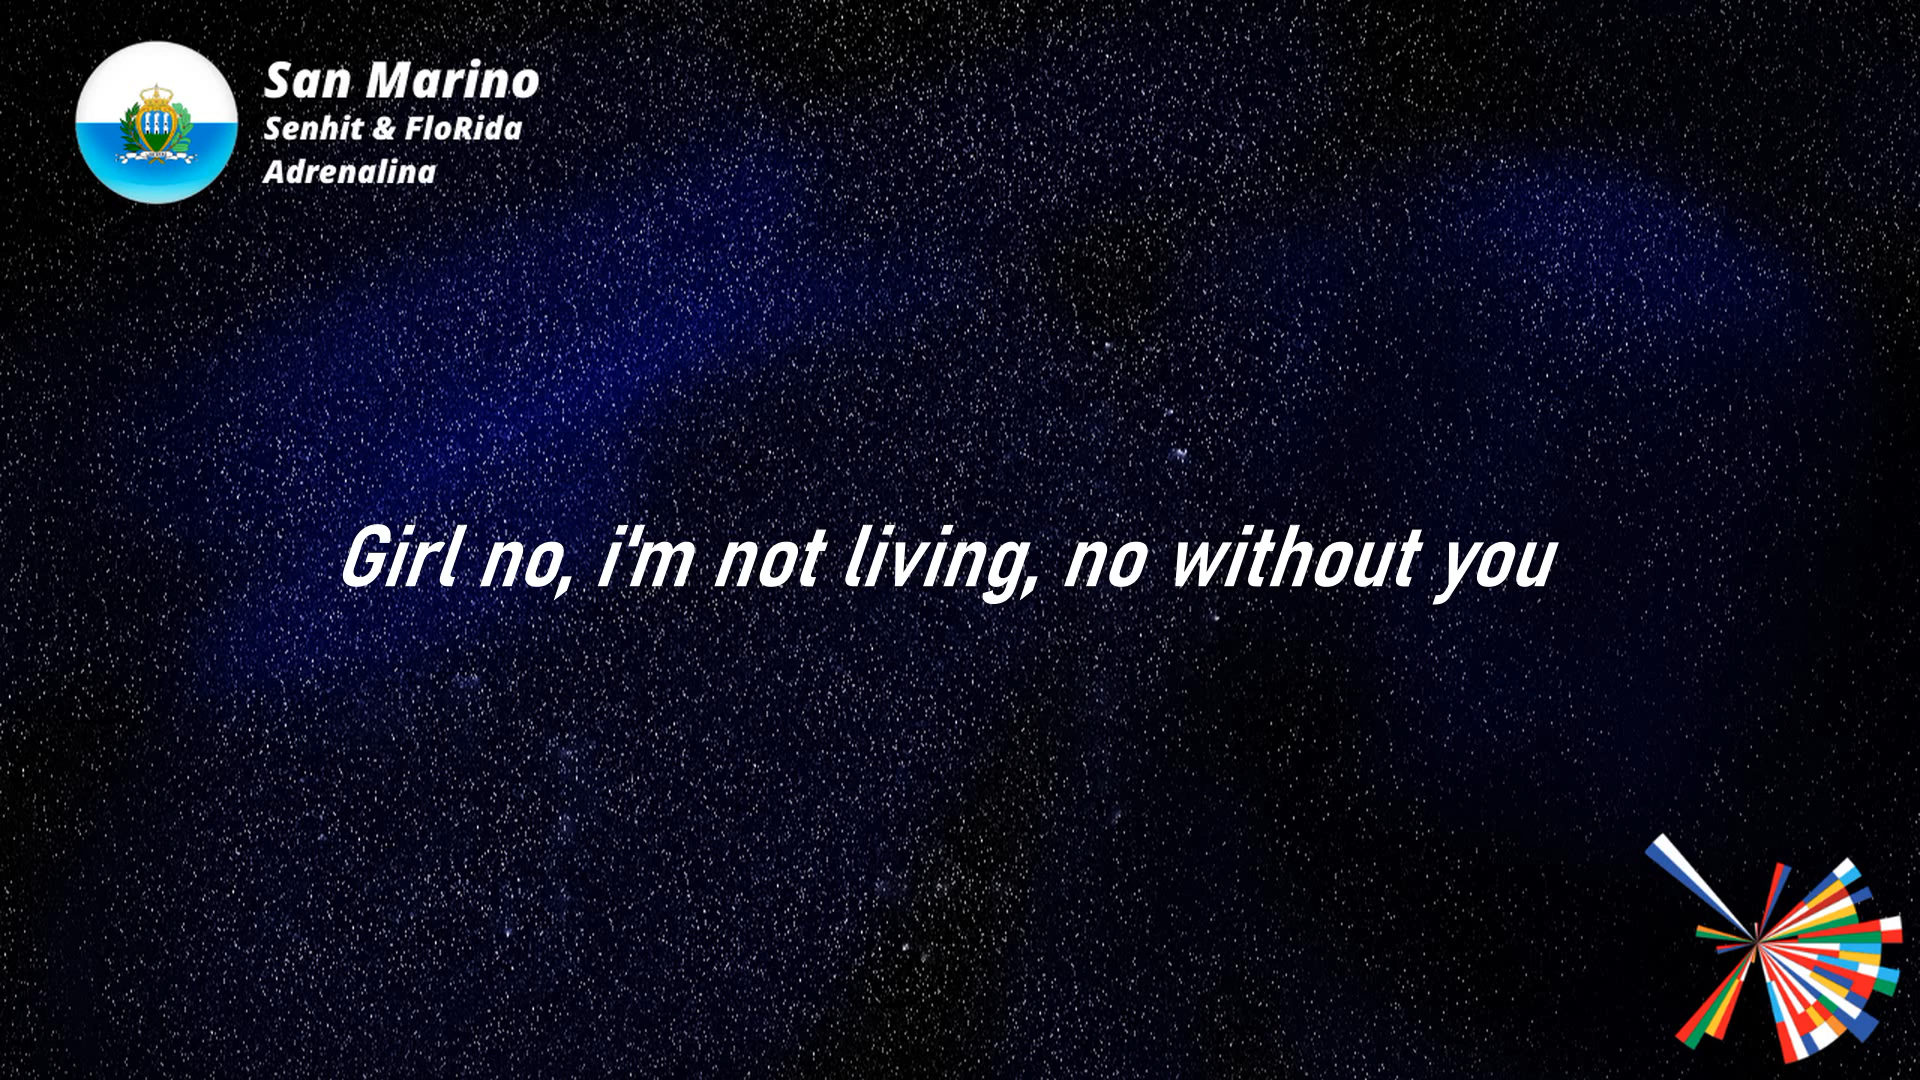 San Marino
Senhit & FloRida
Adrenalina
Girl no, i'm not living, no without you